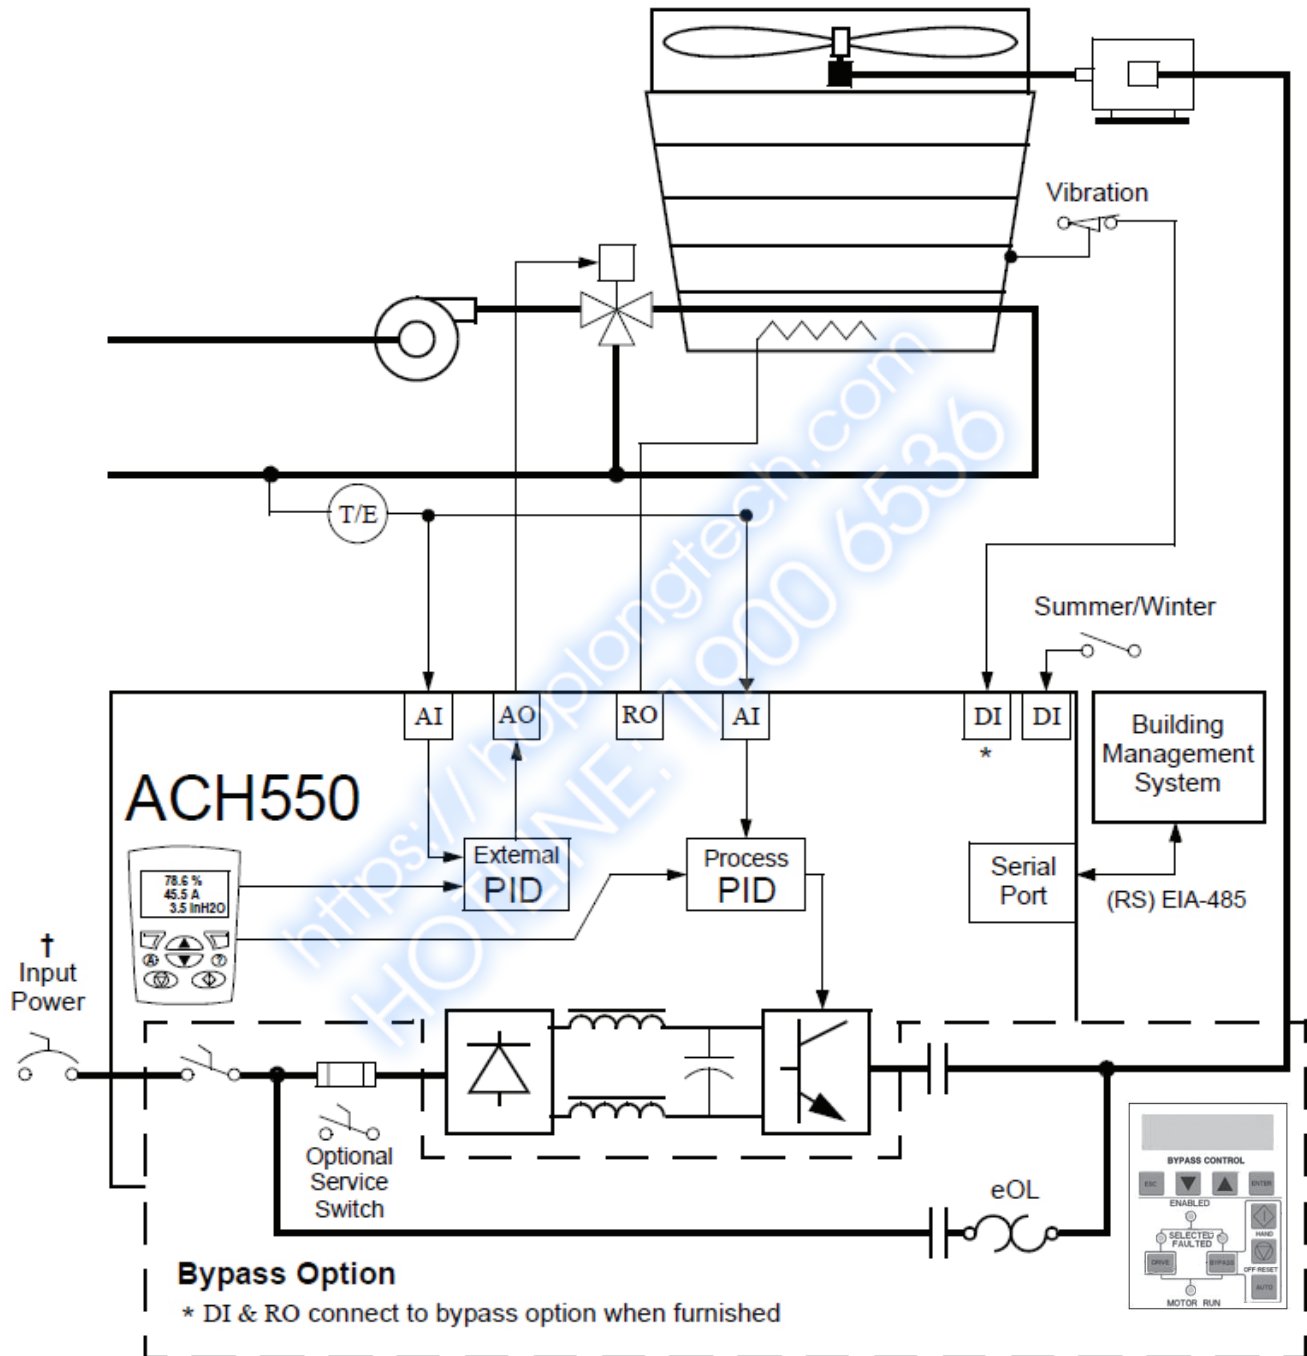 Vibration
T/E
Summer/Winter
AI
AO
RO
AI
DI
DI
*
Building
Management
System
ACH550
External
PID
Process
PID
Serial
Port
(RS) EIA-485
78.6 %
45.5 A
3.5 InH2O
A
?
†
Input
Power
Optional
Service
Switch
eOL
BYPASS CONTROL
ESC
ENTER
ENABLED
SELECTED
FAULTED
HAND
DRIVE
BYPASS
OFF/RESET
AUTO
MOTOR RUN
Bypass Option
* DI & RO connect to bypass option when furnished
https://hoplongtech.com
HOTLINE: 1900 6536